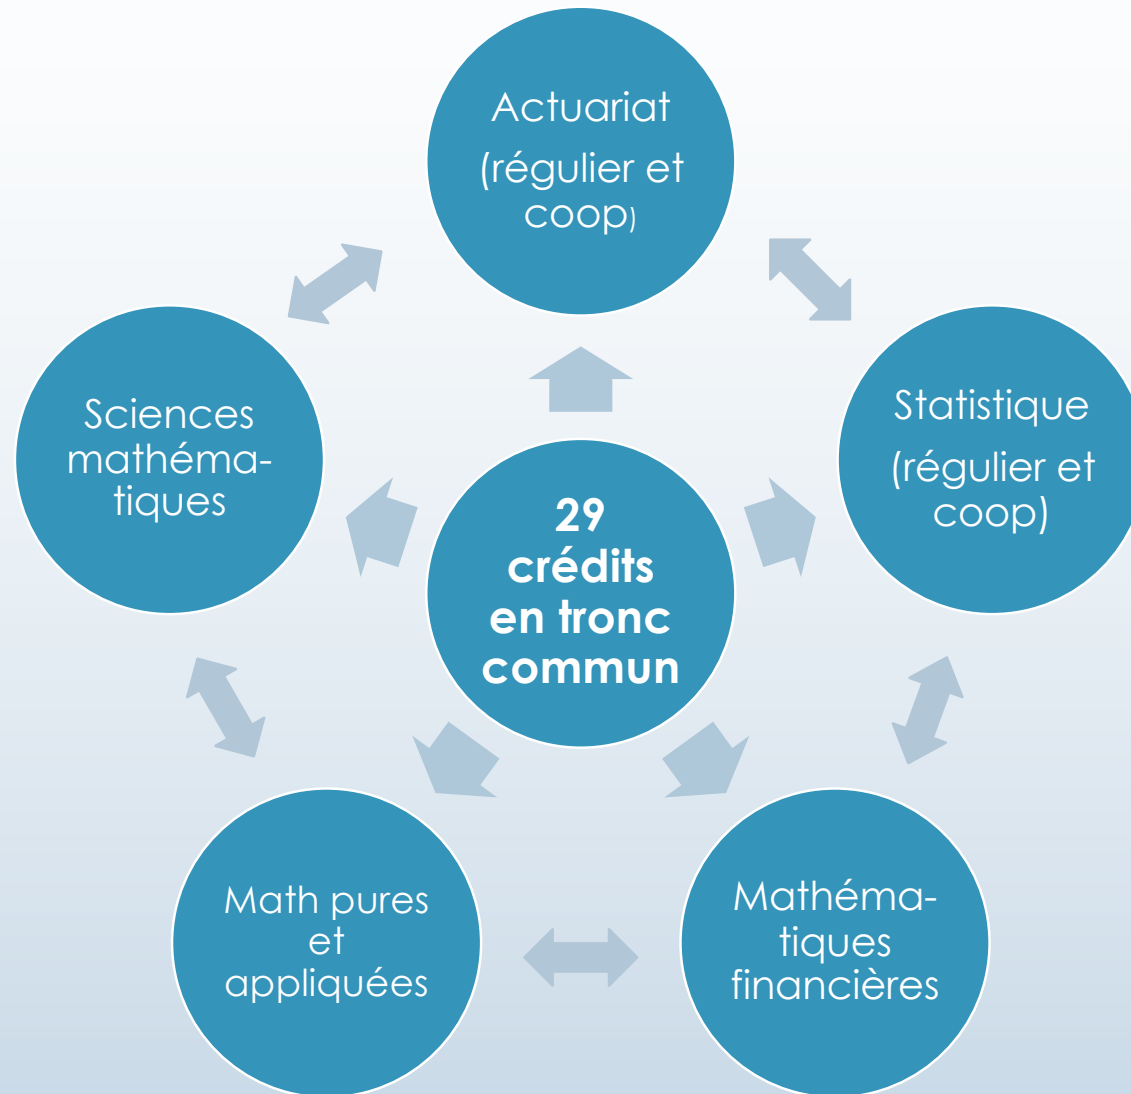 Actuariat
(régulier et
coop)
Sciences
mathéma-
tiques
Statistique
(régulier et
coop)
29
crédits
en tronc
commun
Math pures
et
appliquées
Mathéma-
tiques
financières